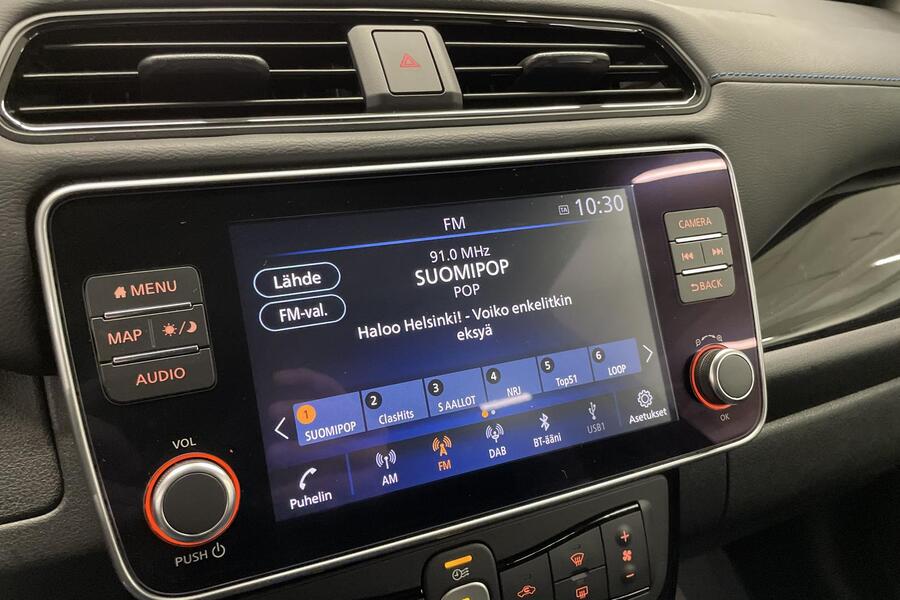 FM
TA 10:30
91.0 MHz
SUOMIPOP
POP
Lähde
FM-val.
Haloo Helsinki! - Voiko enkelitkin
eksyä
1 2 3 4 5 6
SUOMIPOP ClasHits S AALLOT NRJ Top51 LOOP
Puhelin AM FM DAB BT-ääni USB1 Asetukset
MENU
MAP
AUDIO
VOL
PUSH
CAMERA
BACK
OK